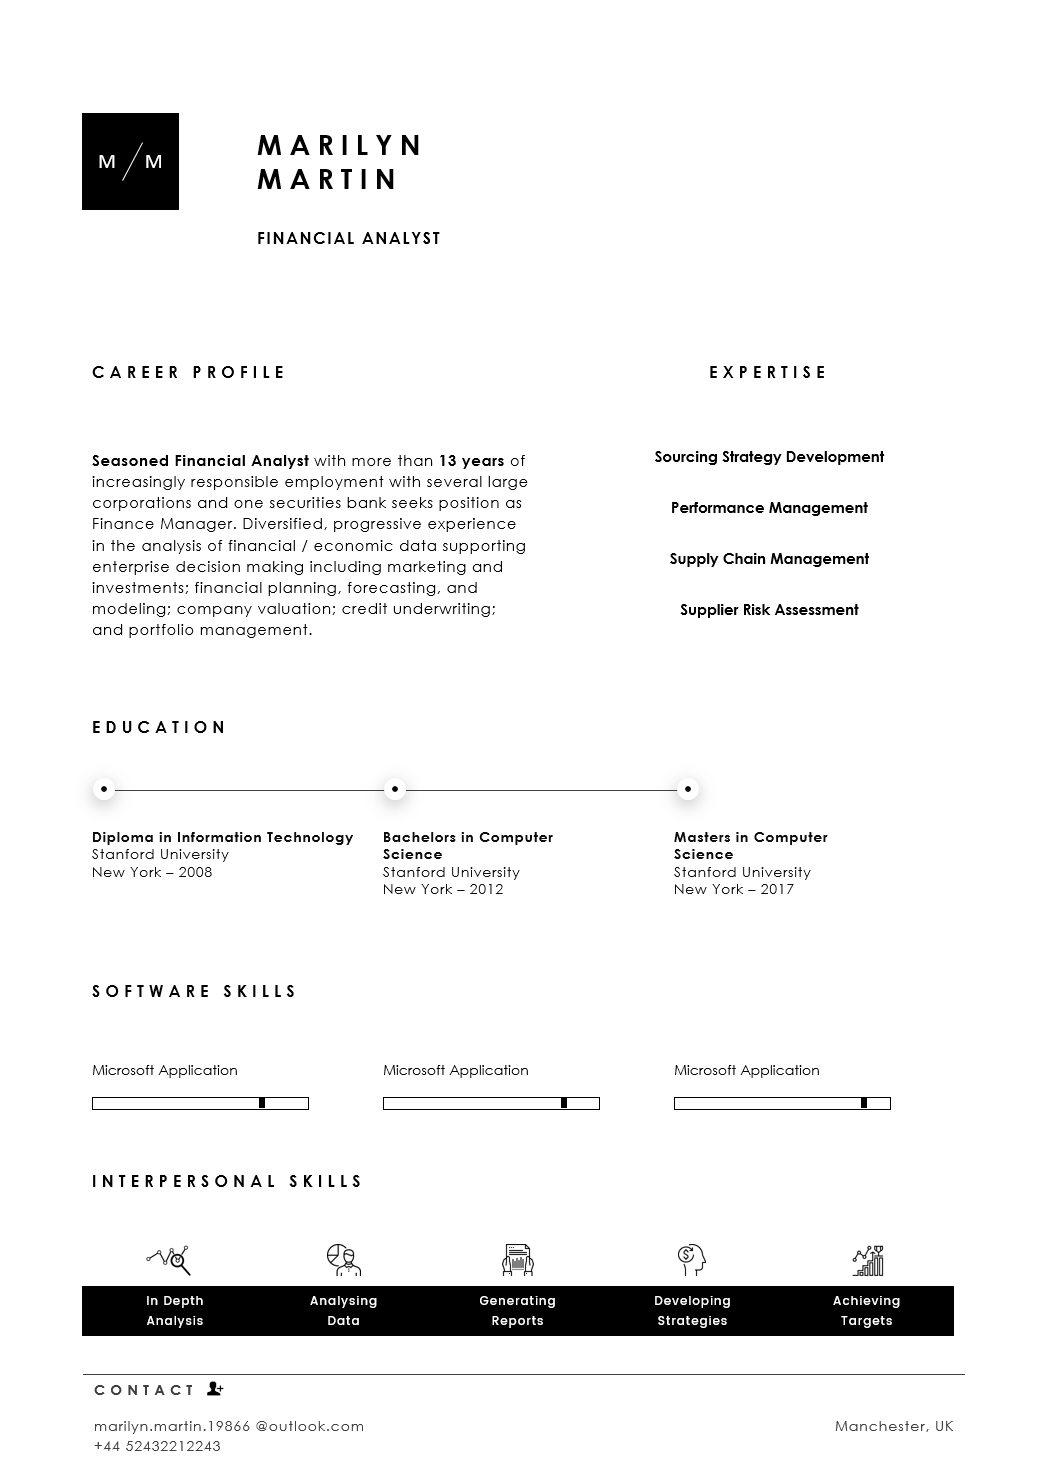 M / M
MARILYN
MARTIN
FINANCIAL ANALYST
CAREER PROFILE
Seasoned Financial Analyst with more than 13 years of
increasingly responsible employment with several large
corporations and one securities bank seeks position as
Finance Manager. Diversified, progressive experience
in the analysis of financial / economic data supporting
enterprise decision making including marketing and
investments; financial planning, forecasting, and
modeling; company valuation; credit underwriting;
and portfolio management.
EXPERTISE
Sourcing Strategy Development
Performance Management
Supply Chain Management
Supplier Risk Assessment
EDUCATION
Diploma in Information Technology
Stanford University
New York – 2008
Bachelors in Computer
Science
Stanford University
New York – 2012
Masters in Computer
Science
Stanford University
New York – 2017
SOFTWARE SKILLS
Microsoft Application
Microsoft Application
Microsoft Application
INTERPERSONAL SKILLS
In Depth
Analysis
Analysing
Data
Generating
Reports
Developing
Strategies
Achieving
Targets
CONTACT
marilyn.martin.19866 @outlook.com
+44 52432212243
Manchester, UK